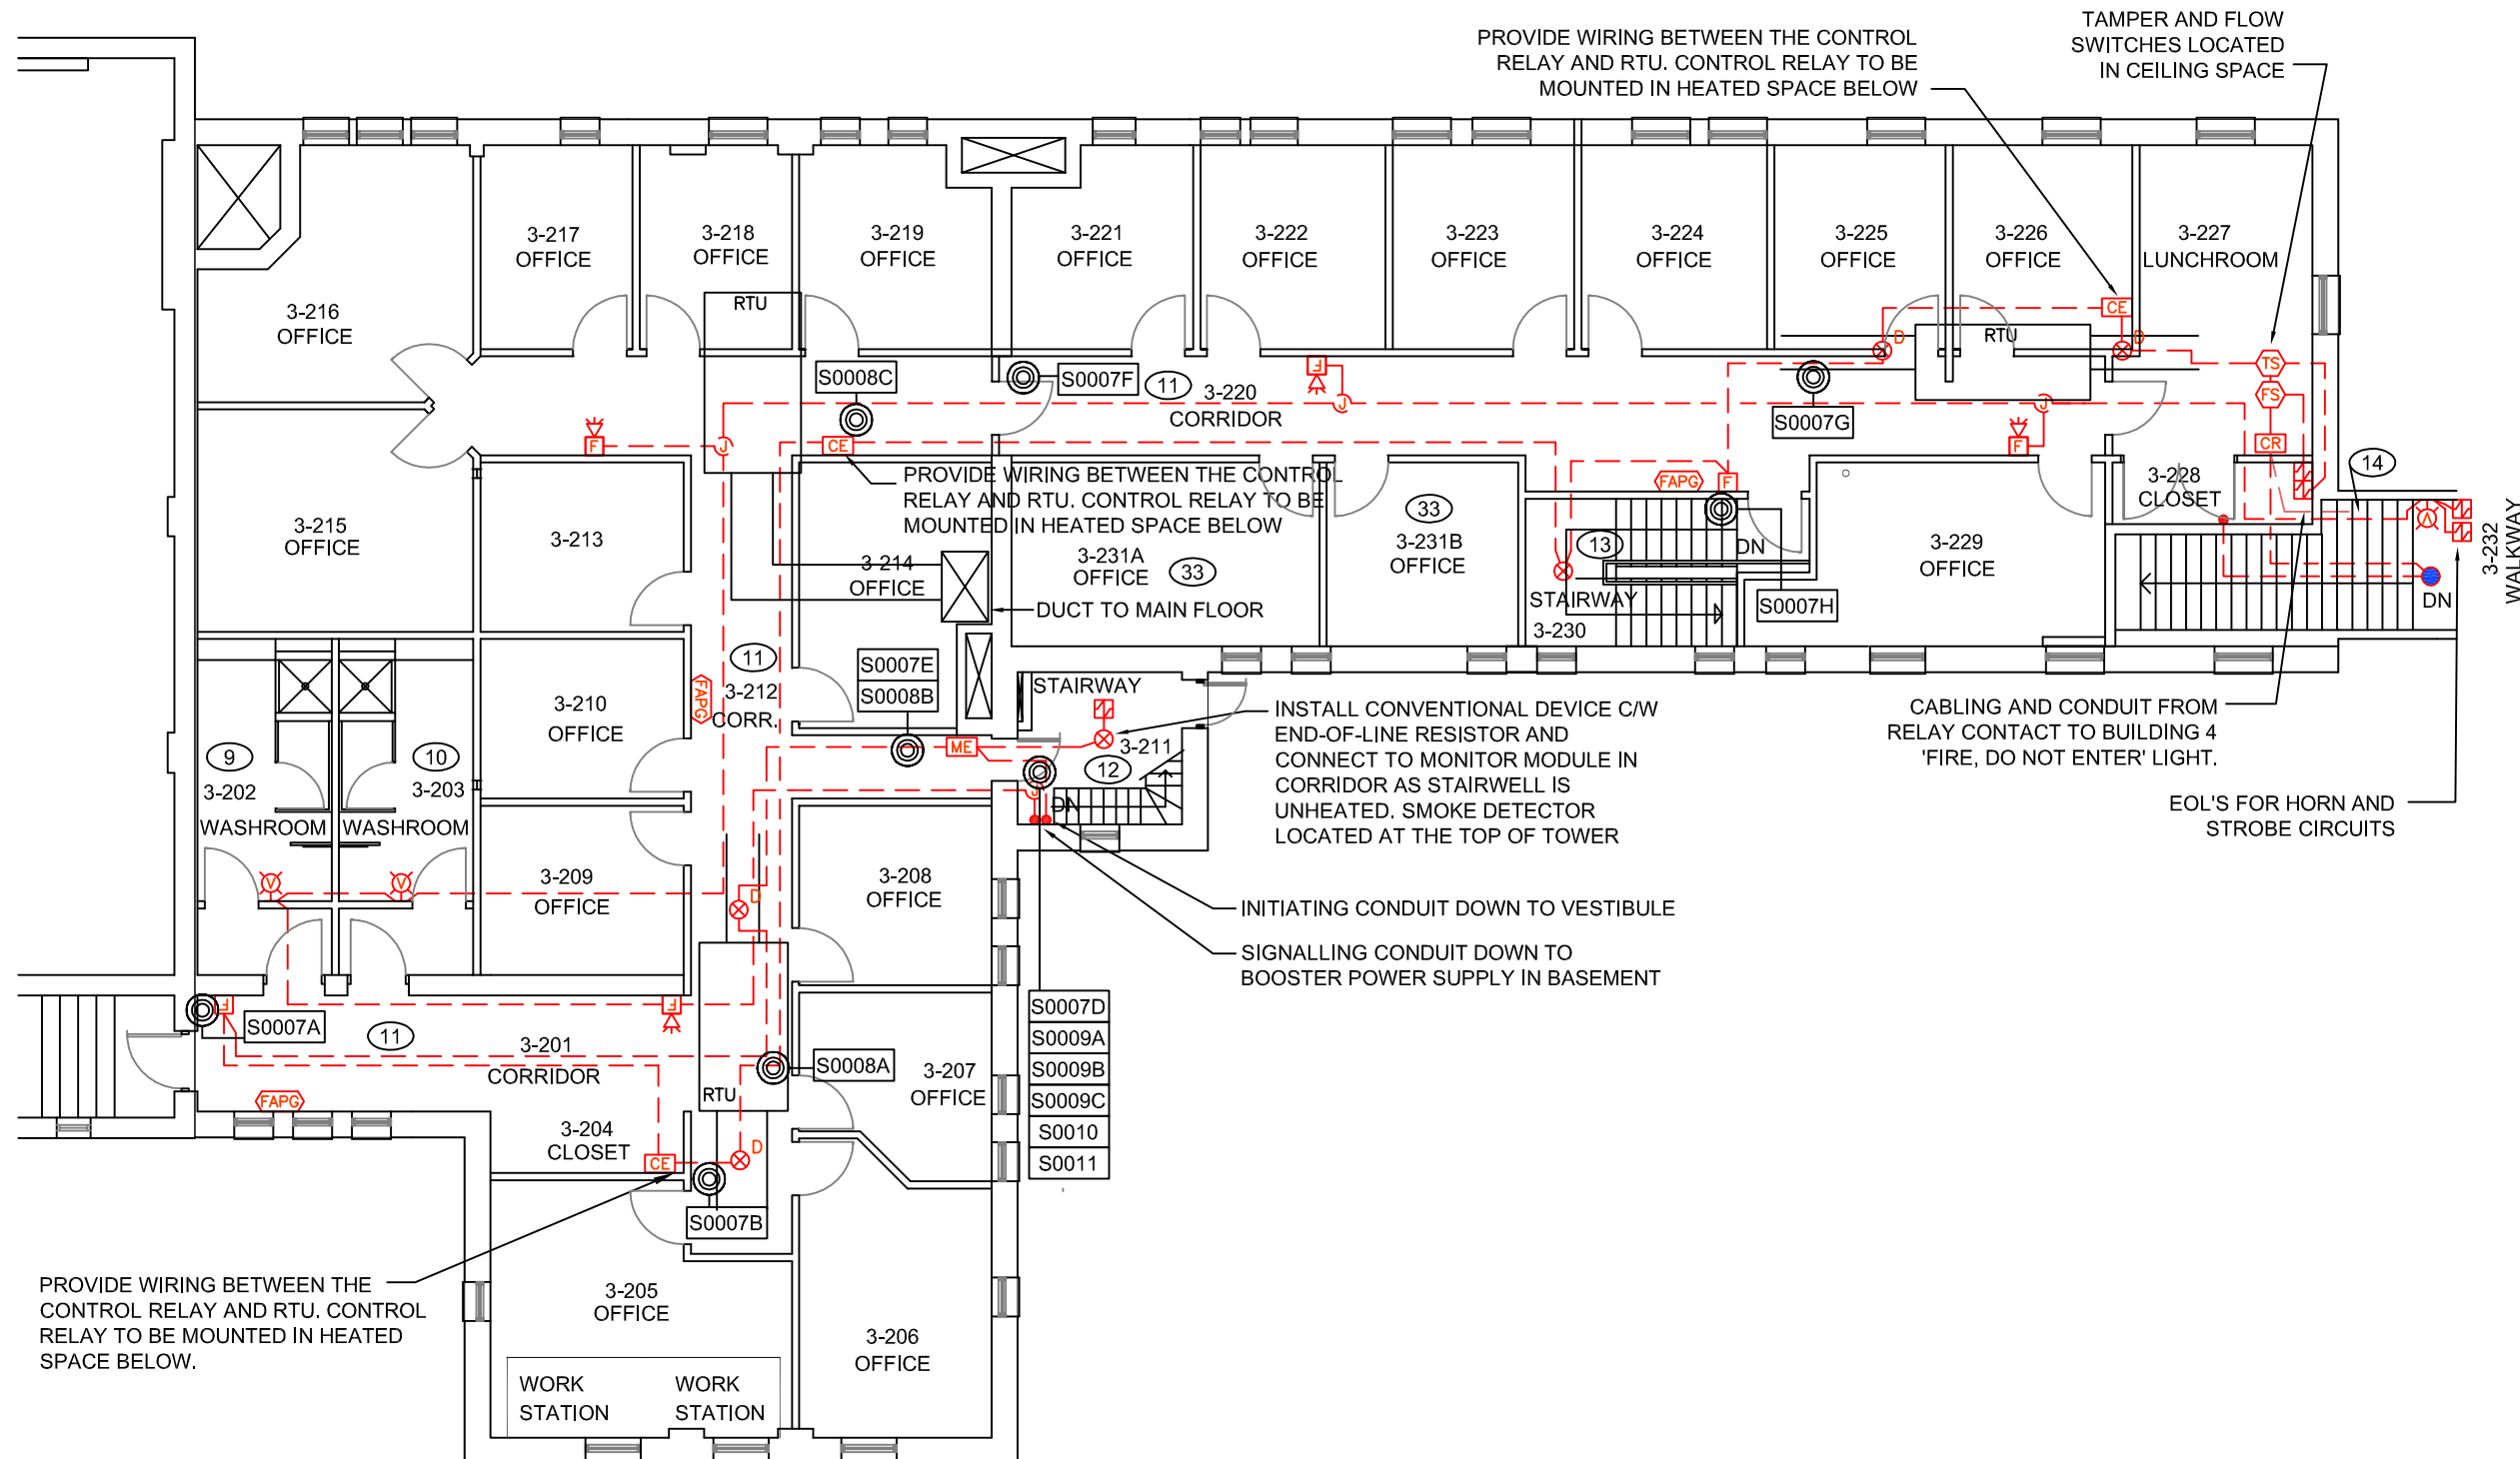 TAMPER AND FLOW
SWITCHES LOCATED
IN CEILING SPACE
PROVIDE WIRING BETWEEN THE CONTROL
RELAY AND RTU. CONTROL RELAY TO BE
MOUNTED IN HEATED SPACE BELOW
3-216
OFFICE
3-217
OFFICE
3-218
OFFICE
3-219
OFFICE
3-221
OFFICE
3-222
OFFICE
3-223
OFFICE
3-224
OFFICE
3-225
OFFICE
3-226
OFFICE
3-227
LUNCHROOM
RTU
CE
D
D
RTU
TS
FS
CR
S0008C
S0007F
11
3-220
CORRIDOR
F
J
S0007G
J
F
F
J
CE
PROVIDE WIRING BETWEEN THE CONTROL
RELAY AND RTU. CONTROL RELAY TO BE
MOUNTED IN HEATED SPACE BELOW
FAPG
F
3-228
CLOSET
14
3-215
OFFICE
3-213
3-214
OFFICE
3-231A
OFFICE
33
33
3-231B
OFFICE
13
DN
STAIRWAY
3-230
S0007H
3-229
OFFICE
A
DN
3-232
WALKWAY
DUCT TO MAIN FLOOR
11
3-212
CORR.
FAPG
S0007E
S0008B
STAIRWAY
3-211
12
DN
J
ME
3-210
OFFICE
INSTALL CONVENTIONAL DEVICE C/W
END-OF-LINE RESISTOR AND
CONNECT TO MONITOR MODULE IN
CORRIDOR AS STAIRWELL IS
UNHEATED. SMOKE DETECTOR
LOCATED AT THE TOP OF TOWER
CABLING AND CONDUIT FROM
RELAY CONTACT TO BUILDING 4
'FIRE, DO NOT ENTER' LIGHT.
EOL'S FOR HORN AND
STROBE CIRCUITS
9
3-202
WASHROOM
10
3-203
WASHROOM
V
V
3-209
OFFICE
D
3-208
OFFICE
INITIATING CONDUIT DOWN TO VESTIBULE
SIGNALLING CONDUIT DOWN TO
BOOSTER POWER SUPPLY IN BASEMENT
F
S0007A
11
F
3-201
CORRIDOR
FAPG
RTU
S0008A
3-207
OFFICE
S0007D
S0009A
S0009B
S0009C
S0010
S0011
3-204
CLOSET
CE
D
S0007B
PROVIDE WIRING BETWEEN THE
CONTROL RELAY AND RTU. CONTROL
RELAY TO BE MOUNTED IN HEATED
SPACE BELOW.
3-205
OFFICE
3-206
OFFICE
WORK
STATION
WORK
STATION